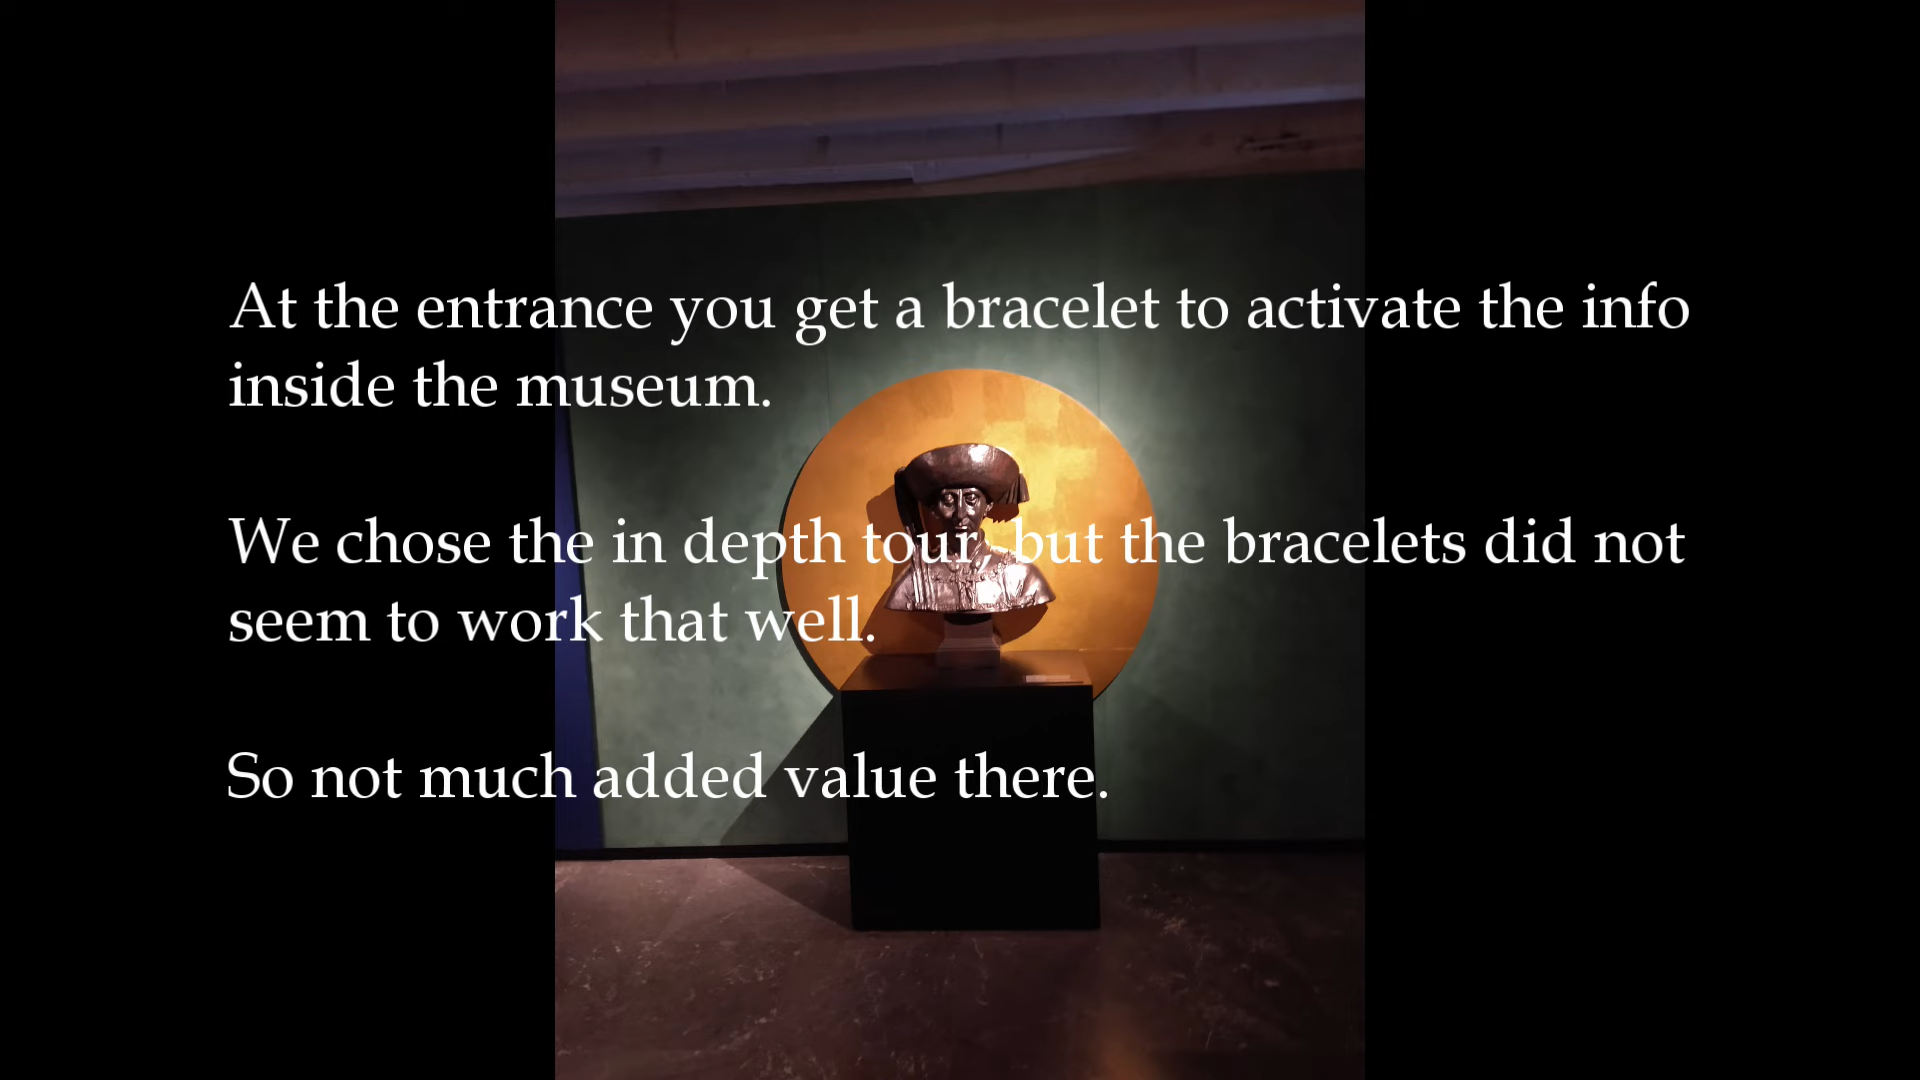 At the entrance you get a bracelet to activate the info
inside the museum.
We chose the in depth tour, but the bracelets did not
seem to work that well.
So not much added value there.